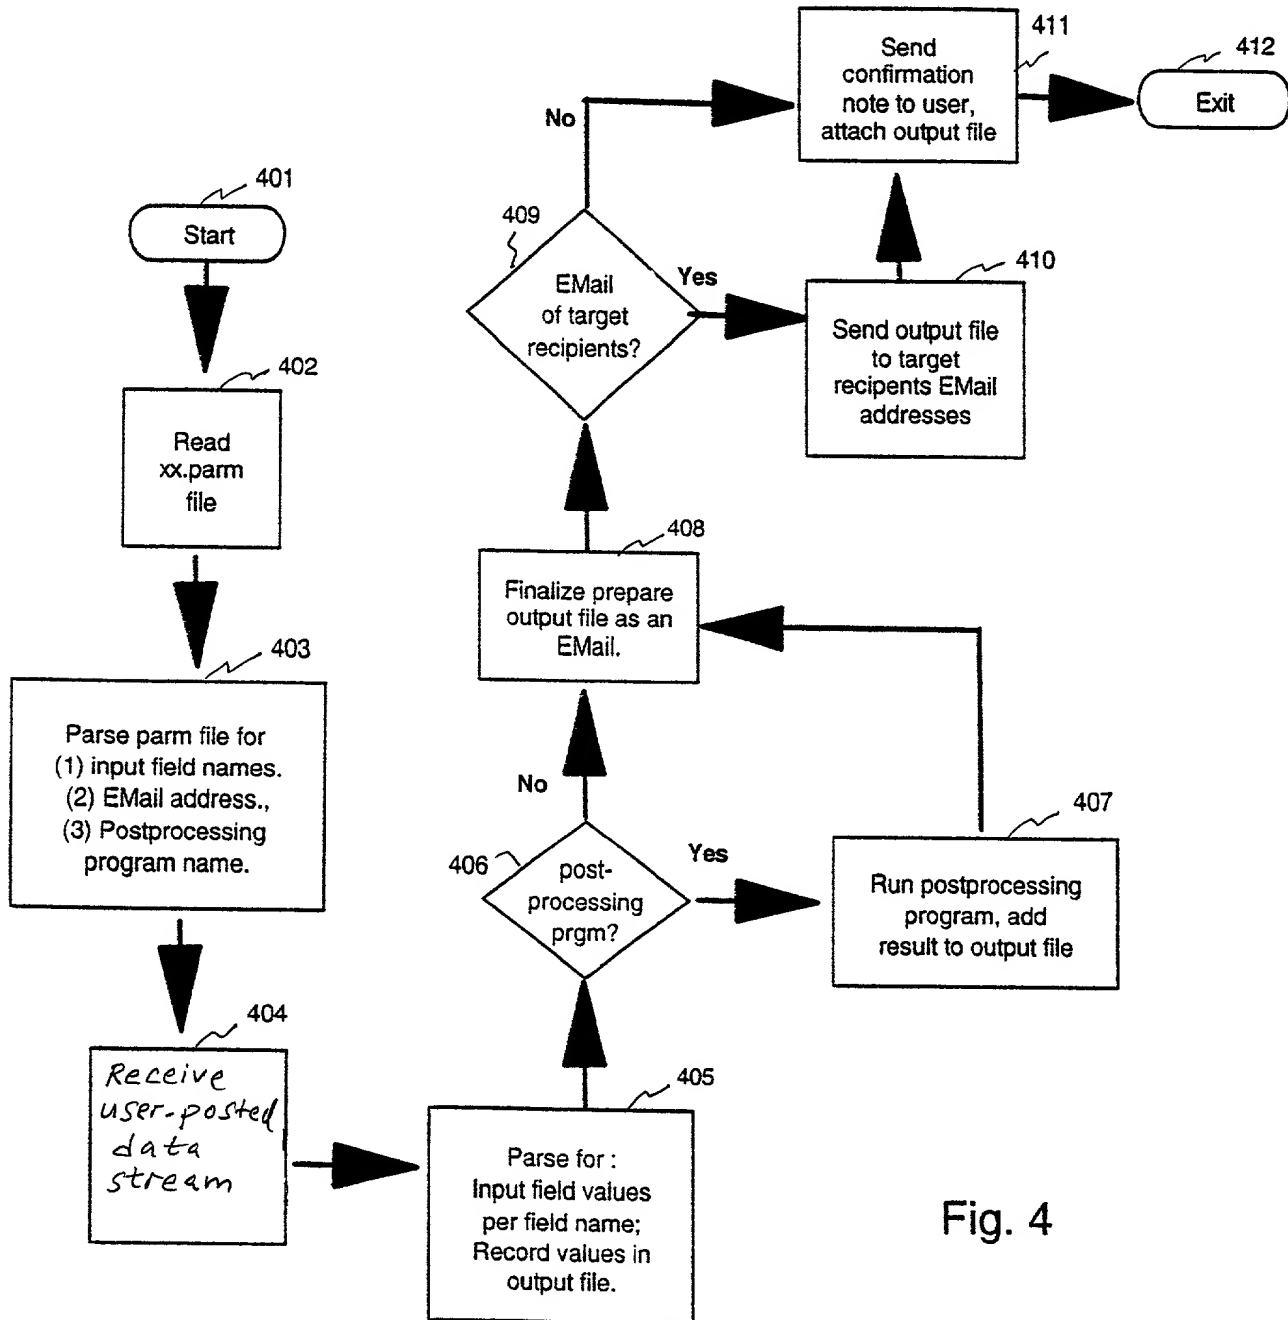 401
Start
402
Read
xx.parm
file
403
Parse parm file for
(1) input field names.
(2) EMail address.,
(3) Postprocessing
program name.
404
Receive
user-posted
data
stream
405
Parse for :
Input field values
per field name;
Record values in
output file.
406
post-
processing
prgm?
Yes
No
407
Run postprocessing
program, add
result to output file
408
Finalize prepare
output file as an
EMail.
409
EMail
of target
recipients?
Yes
No
410
Send output file
to target
recipents EMail
addresses
411
Send
confirmation
note to user,
attach output file
412
Exit
Fig. 4